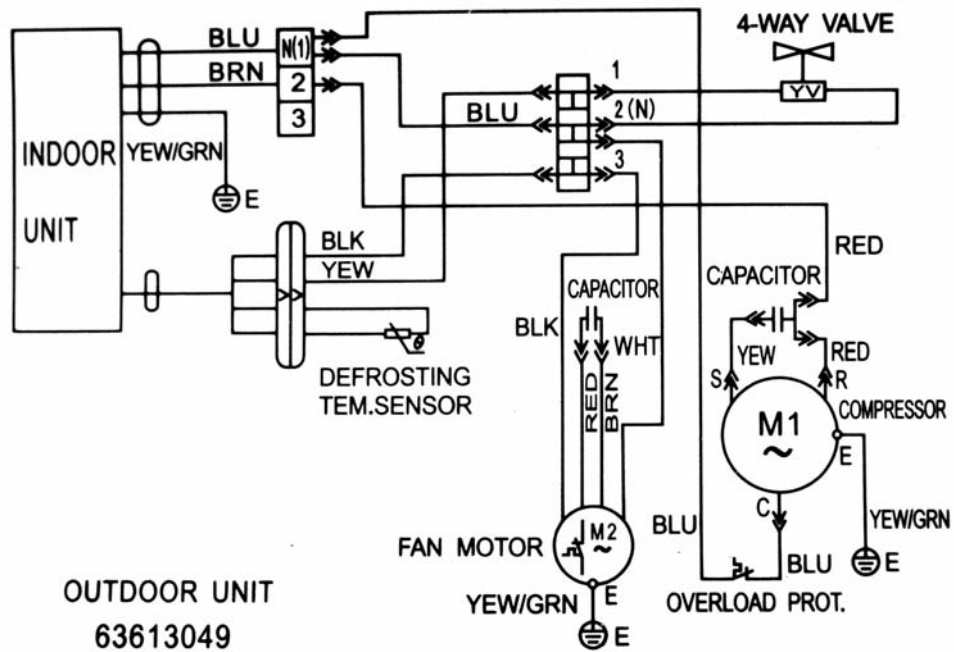 4-WAY VALVE
BLU
N(1)
BRN
2
3
1
YV
BLU
2(N)
3
INDOOR
UNIT
YEW/GRN
E
BLK
YEW
RED
CAPACITOR
CAPACITOR
BLK
WHT
YEW
RED
θ
DEFROSTING
TEM.SENSOR
RED
BRN
S
R
COMPRESSOR
M1
~
E
C
BLU
YEW/GRN
FAN MOTOR
M2
~
BLU
E
OVERLOAD PROT.
E
YEW/GRN
E
OUTDOOR UNIT
63613049